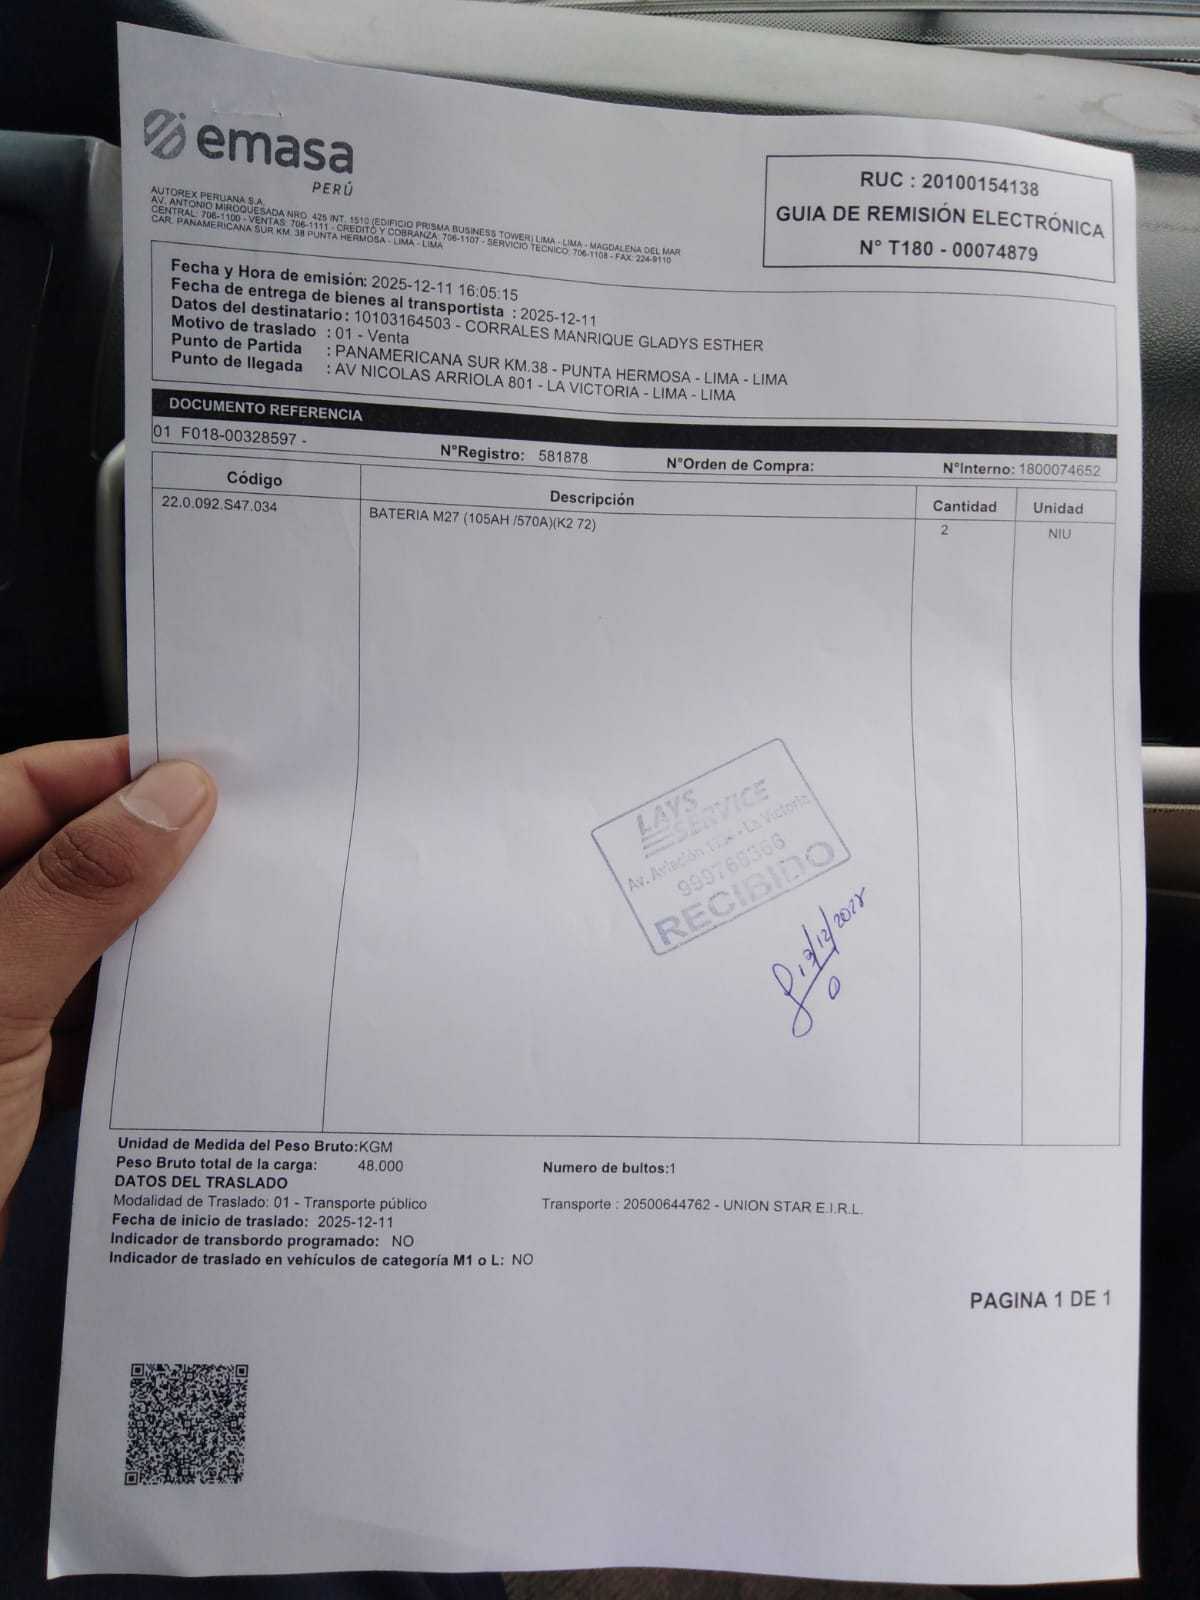 emasa
PERÚ
AUTOREX PERUANA S.A.
AV. ANTONIO MIROQUESADA NRO. 425 INT. 1510 (EDIFICIO PRISMA BUSINESS TOWER) LIMA - LIMA - MAGDALENA DEL MAR
CENTRAL: 706-1100 - VENTAS: 706-1111 - CREDITO Y COBRANZA: 706-1107 - SERVICIO TECNICO: 706-1108 - FAX: 224-9110
CAR. PANAMERICANA SUR KM. 38 PUNTA HERMOSA - LIMA - LIMA
RUC : 20100154138
GUIA DE REMISIÓN ELECTRÓNICA
N° T180 - 00074879
Fecha y Hora de emisión: 2025-12-11 16:05:15
Fecha de entrega de bienes al transportista : 2025-12-11
Datos del destinatario: 10103164503 - CORRALES MANRIQUE GLADYS ESTHER
Motivo de traslado : 01 - Venta
Punto de Partida : PANAMERICANA SUR KM.38 - PUNTA HERMOSA - LIMA - LIMA
Punto de llegada : AV NICOLAS ARRIOLA 801 - LA VICTORIA - LIMA - LIMA
DOCUMENTO REFERENCIA
01 F018-00328597 - N°Registro: 581878 N°Orden de Compra: N°Interno: 1800074652
Código Descripción Cantidad Unidad
22.0.092.S47.034 BATERIA M27 (105AH /570A)(K2 72) 2 NIU
LAYS
SERVICE
Av. Aviación - La Victoria
999768366
RECIBIDO
Unidad de Medida del Peso Bruto:KGM
Peso Bruto total de la carga: 48.000 Numero de bultos:1
DATOS DEL TRASLADO
Modalidad de Traslado: 01 - Transporte público Transporte : 20500644762 - UNION STAR E.I.R.L.
Fecha de inicio de traslado: 2025-12-11
Indicador de transbordo programado: NO
Indicador de traslado en vehículos de categoría M1 o L: NO
PAGINA 1 DE 1